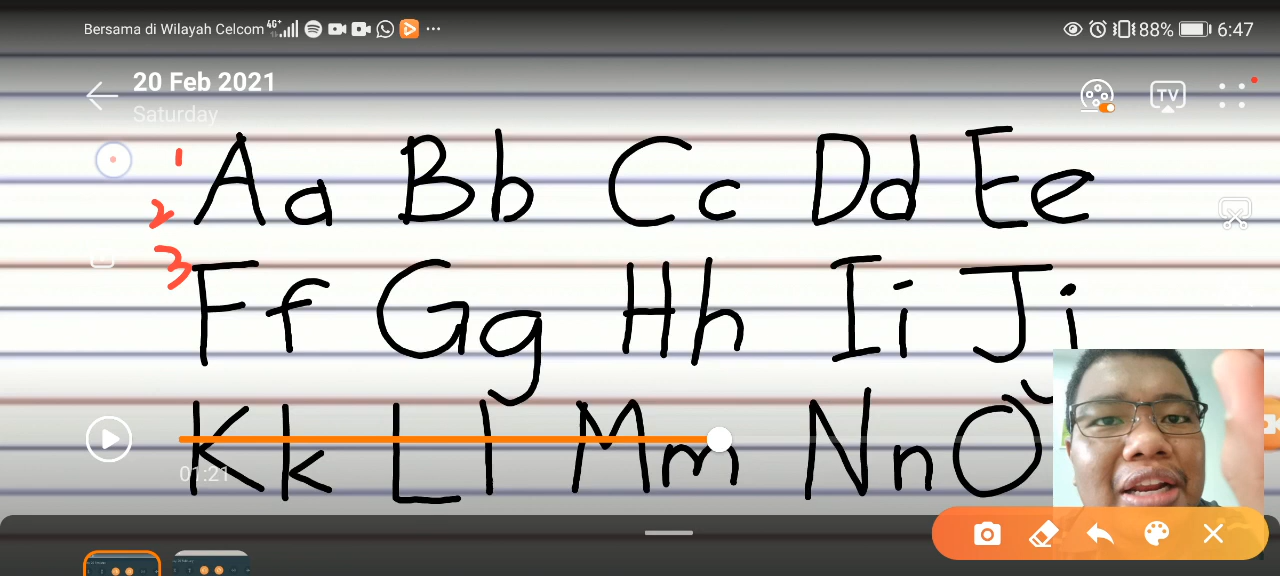 Bersama di Wilayah Celcom 4G+ 88% 6:47
20 Feb 2021
Saturday
TV
1 Aa Bb Cc Dd Ee
2
3 Ff Gg Hh Ii Jj
Kk Ll Mm Nn O
01:21